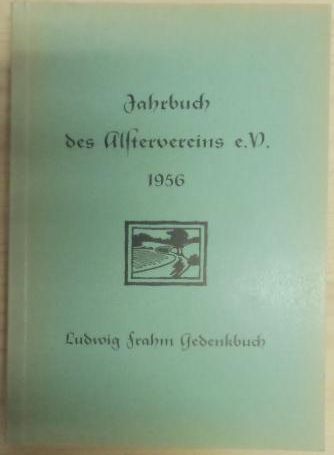 Jahrbuch
des Alstervereins e.V.
1956
Ludwig Frahm Gedenkbuch